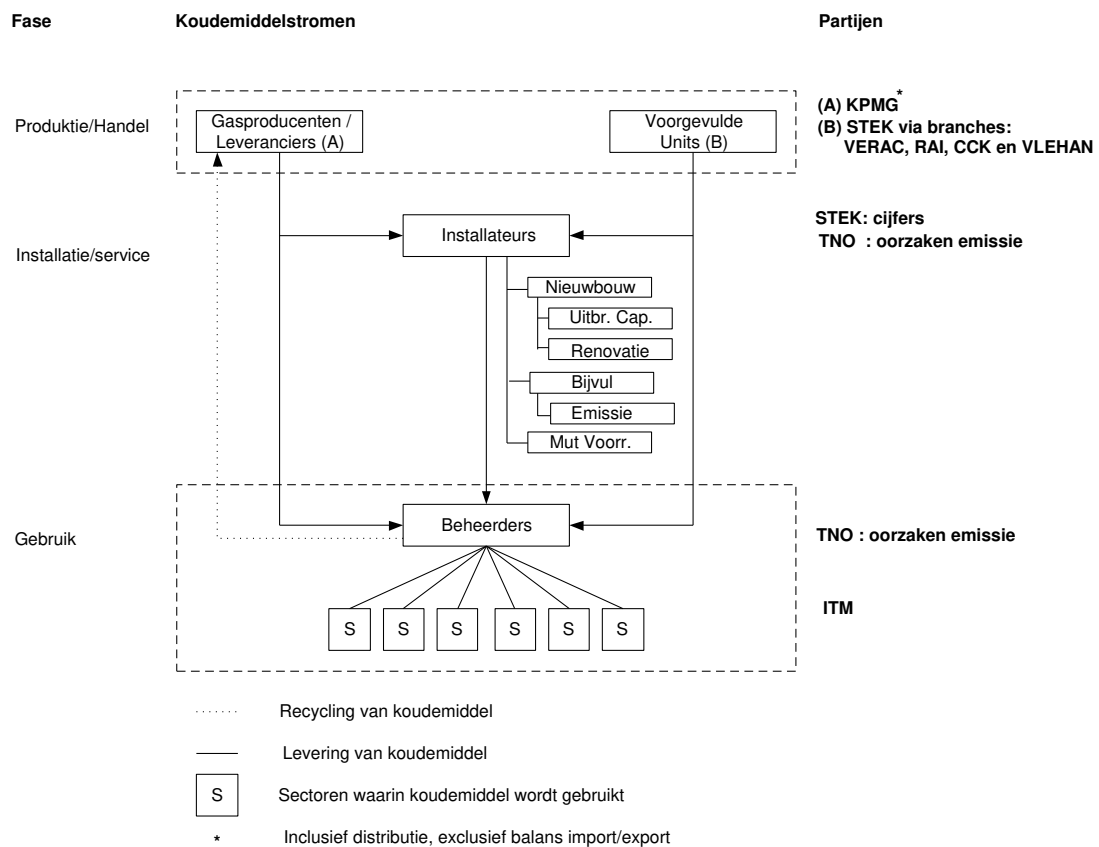 Fase Koudemiddelstromen Partijen
Produktie/Handel
Gasproducenten /
Leveranciers (A)
Voorgevulde
Units (B)
(A) KPMG*
(B) STEK via branches:
VERAC, RAI, CCK en VLEHAN
Installatie/service
Installateurs
STEK: cijfers
TNO : oorzaken emissie
Nieuwbouw
Uitbr. Cap.
Renovatie
Bijvul
Emissie
Mut Voorr.
Gebruik
Beheerders
TNO : oorzaken emissie
ITM
S S S S S S
Recycling van koudemiddel
Levering van koudemiddel
S Sectoren waarin koudemiddel wordt gebruikt
* Inclusief distributie, exclusief balans import/export